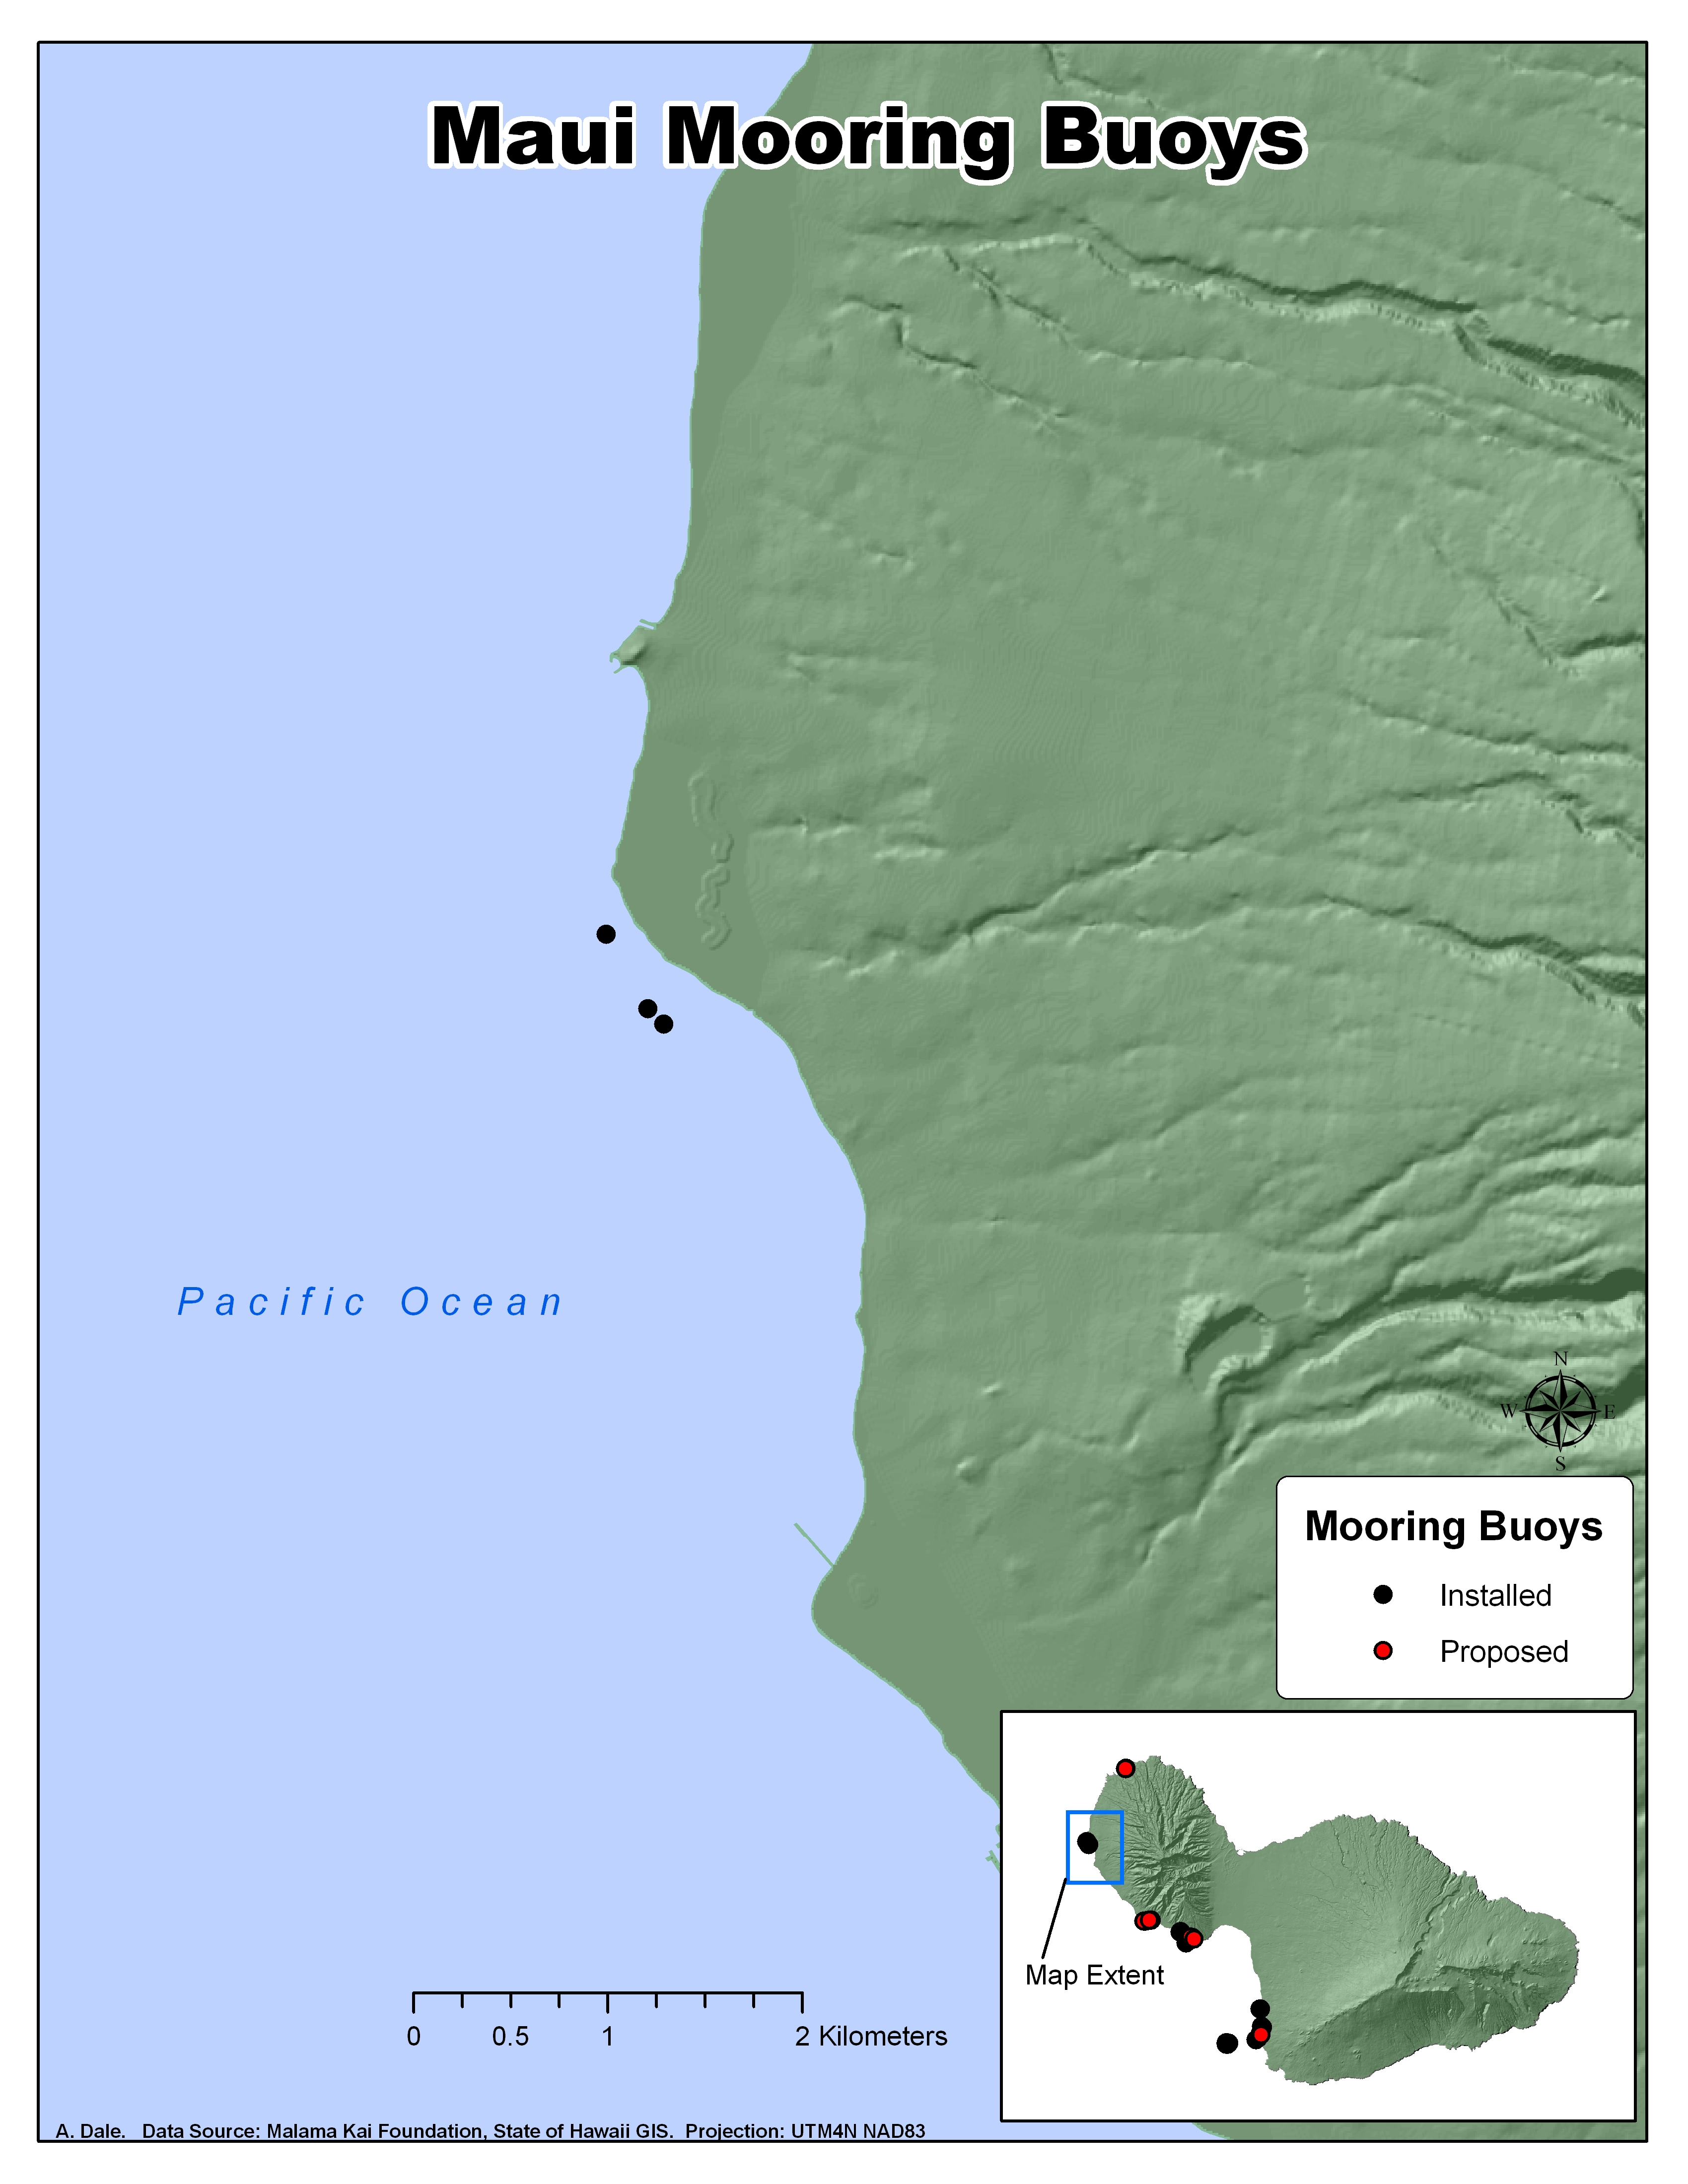 Maui Mooring Buoys
Pacific Ocean
N
W E
S
Mooring Buoys
Installed
Proposed
Map Extent
0 0.5 1 2 Kilometers
A. Dale. Data Source: Malama Kai Foundation, State of Hawaii GIS. Projection: UTM4N NAD83